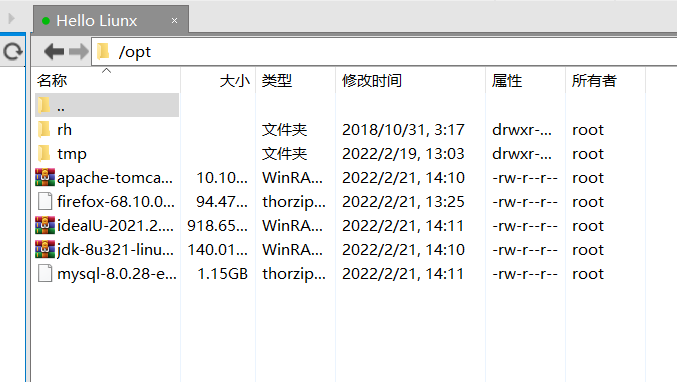 Hello Liunx ×
/opt
名称 大小 类型 修改时间 属性 所有者
..
rh 文件夹 2018/10/31, 3:17 drwxr-... root
tmp 文件夹 2022/2/19, 13:03 drwxr-... root
apache-tomca... 10.10... WinRA... 2022/2/21, 14:10 -rw-r--r-- root
firefox-68.10.0... 94.47... thorzip... 2022/2/21, 13:25 -rw-r--r-- root
ideaIU-2021.2.... 918.65... WinRA... 2022/2/21, 14:11 -rw-r--r-- root
jdk-8u321-linu... 140.01... WinRA... 2022/2/21, 14:10 -rw-r--r-- root
mysql-8.0.28-e... 1.15GB thorzip... 2022/2/21, 14:11 -rw-r--r-- root